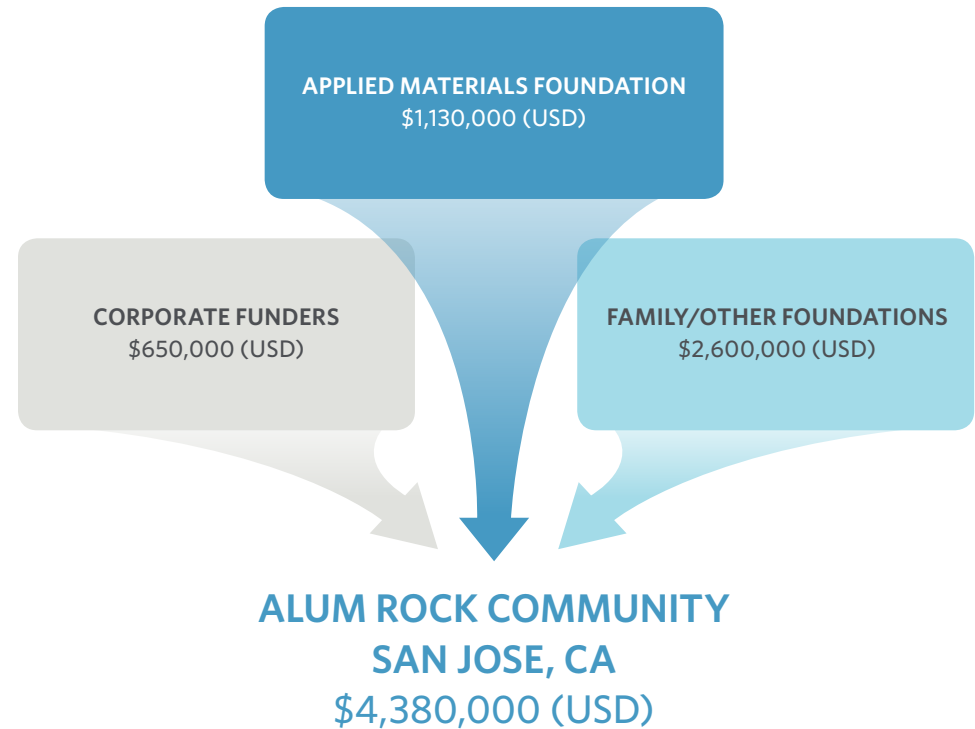 APPLIED MATERIALS FOUNDATION
$1,130,000 (USD)
CORPORATE FUNDERS
$650,000 (USD)
FAMILY/OTHER FOUNDATIONS
$2,600,000 (USD)
ALUM ROCK COMMUNITY
SAN JOSE, CA
$4,380,000 (USD)